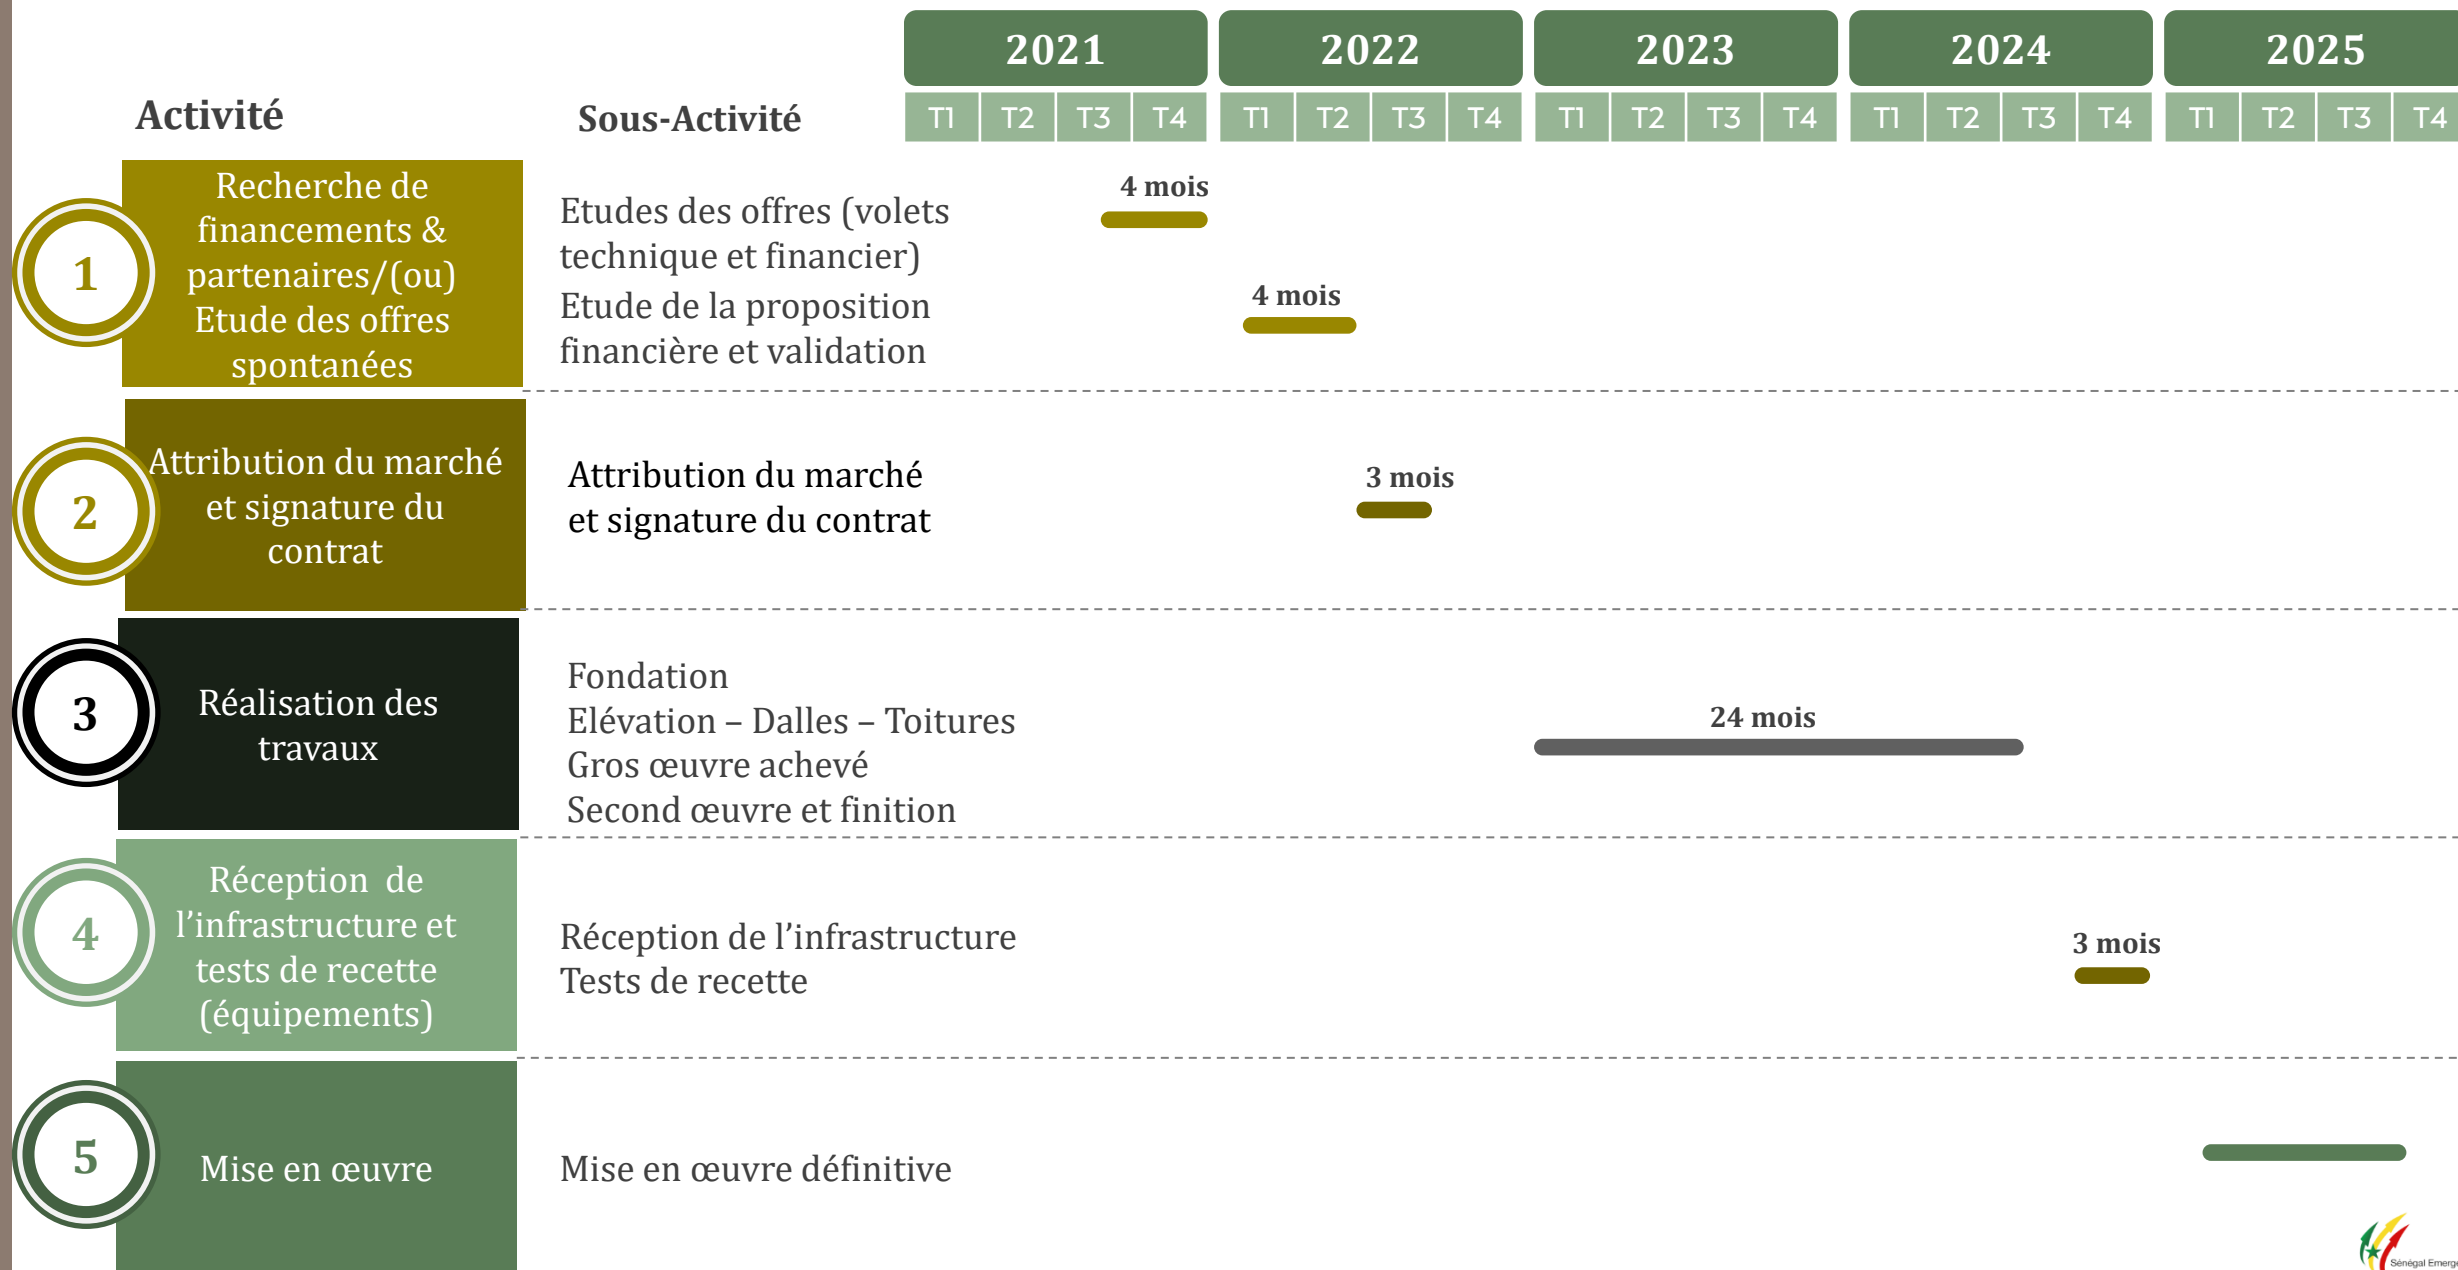 2021
2022
2023
2024
2025
Activité
Sous-Activité
T1 T2 T3 T4 T1 T2 T3 T4 T1 T2 T3 T4 T1 T2 T3 T4 T1 T2 T3 T4
1
Recherche de
financements &
partenaires/(ou)
Etude des offres
spontanées
Etudes des offres (volets
technique et financier)
4 mois
Etude de la proposition
financière et validation
4 mois
2
Attribution du marché
et signature du
contrat
Attribution du marché
et signature du contrat
3 mois
3
Réalisation des
travaux
Fondation
Elévation – Dalles – Toitures
Gros œuvre achevé
Second œuvre et finition
24 mois
4
Réception  de
l’infrastructure et
tests de recette
(équipements)
Réception de l’infrastructure
Tests de recette
3 mois
5
Mise en œuvre
Mise en œuvre définitive
Sénégal Emerge